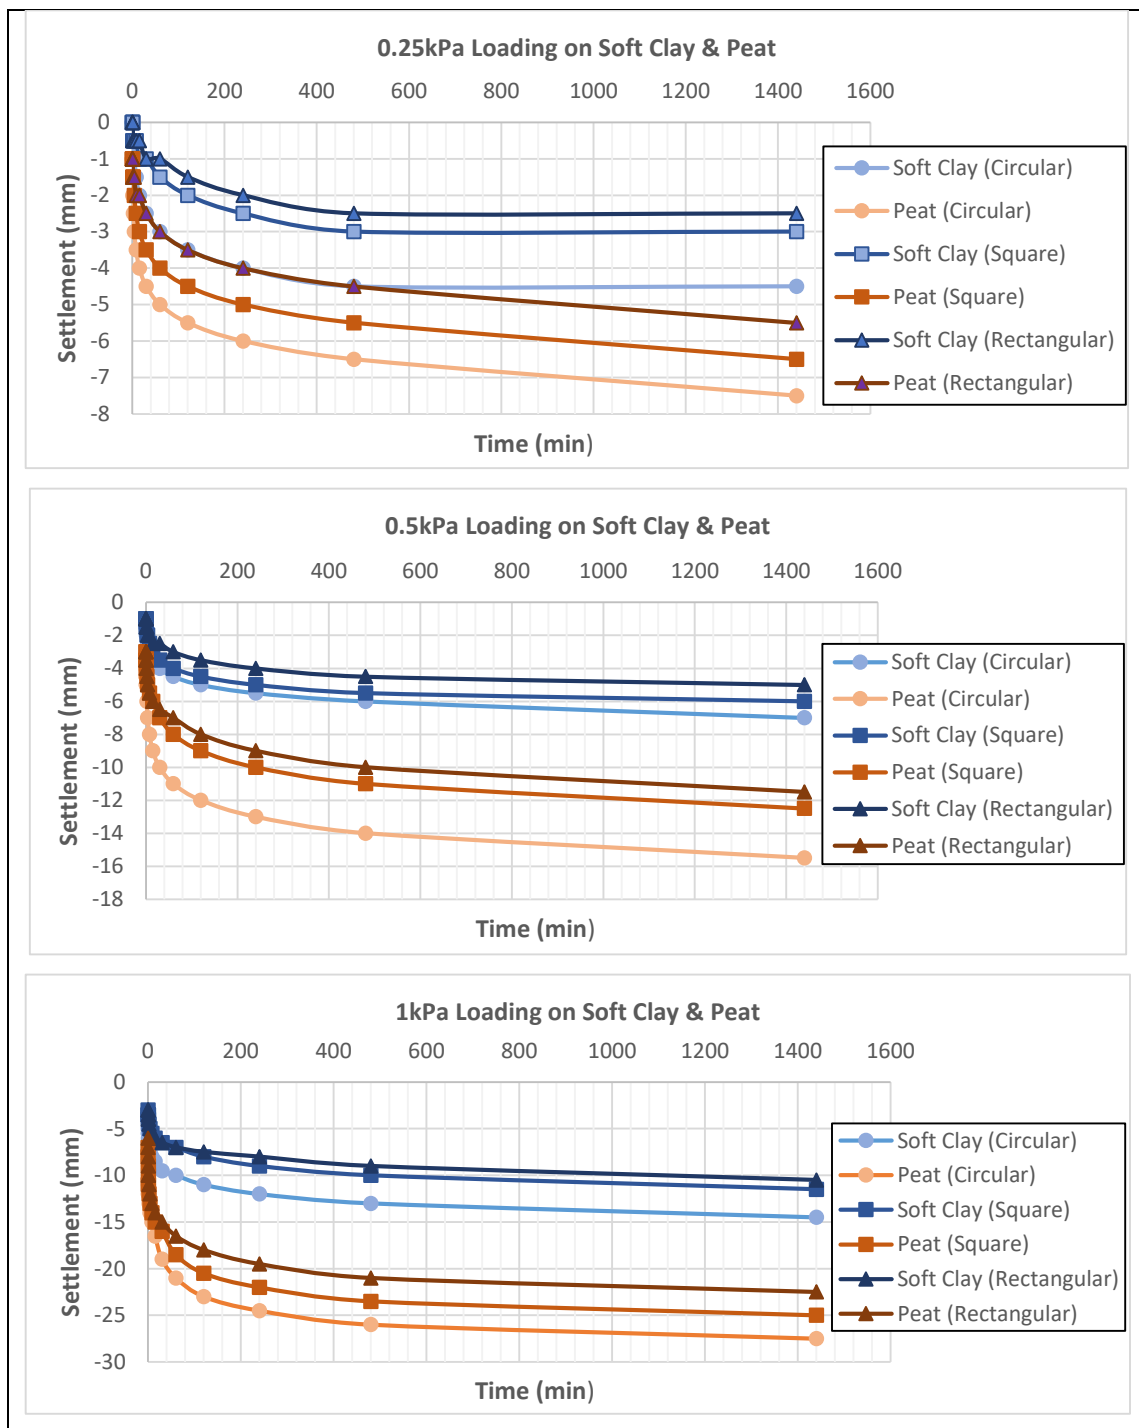 0.25kPa Loading on Soft Clay & Peat
0 200 400 600 800 1000 1200 1400 1600
0
-1
-2
-3
-4
-5
-6
-7
-8
Settlement (mm)
Time (min)
Soft Clay (Circular)
Peat (Circular)
Soft Clay (Square)
Peat (Square)
Soft Clay (Rectangular)
Peat (Rectangular)
0.5kPa Loading on Soft Clay & Peat
0 200 400 600 800 1000 1200 1400 1600
0
-2
-4
-6
-8
-10
-12
-14
-16
-18
Settlement (mm)
Time (min)
Soft Clay (Circular)
Peat (Circular)
Soft Clay (Square)
Peat (Square)
Soft Clay (Rectangular)
Peat (Rectangular)
1kPa Loading on Soft Clay & Peat
0 200 400 600 800 1000 1200 1400 1600
0
-5
-10
-15
-20
-25
-30
Settlement (mm)
Time (min)
Soft Clay (Circular)
Peat (Circular)
Soft Clay (Square)
Peat (Square)
Soft Clay (Rectangular)
Peat (Rectangular)